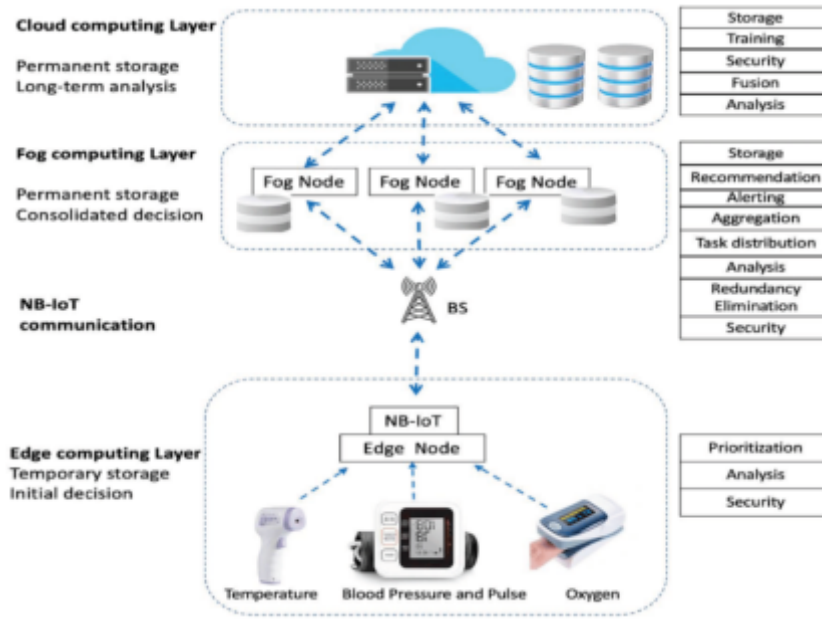 Cloud computing Layer
Permanent storage
Long-term analysis
Storage
Training
Security
Fusion
Analysis
Fog computing Layer
Permanent storage
Consolidated decision
Fog Node
Fog Node
Fog Node
Storage
Recommendation
Alerting
Aggregation
Task distribution
Analysis
Redundancy
Elimination
Security
NB-IoT
communication
BS
Edge computing Layer
Temporary storage
Initial decision
NB-IoT
Edge Node
Prioritization
Analysis
Security
Temperature
Blood Pressure and Pulse
Oxygen